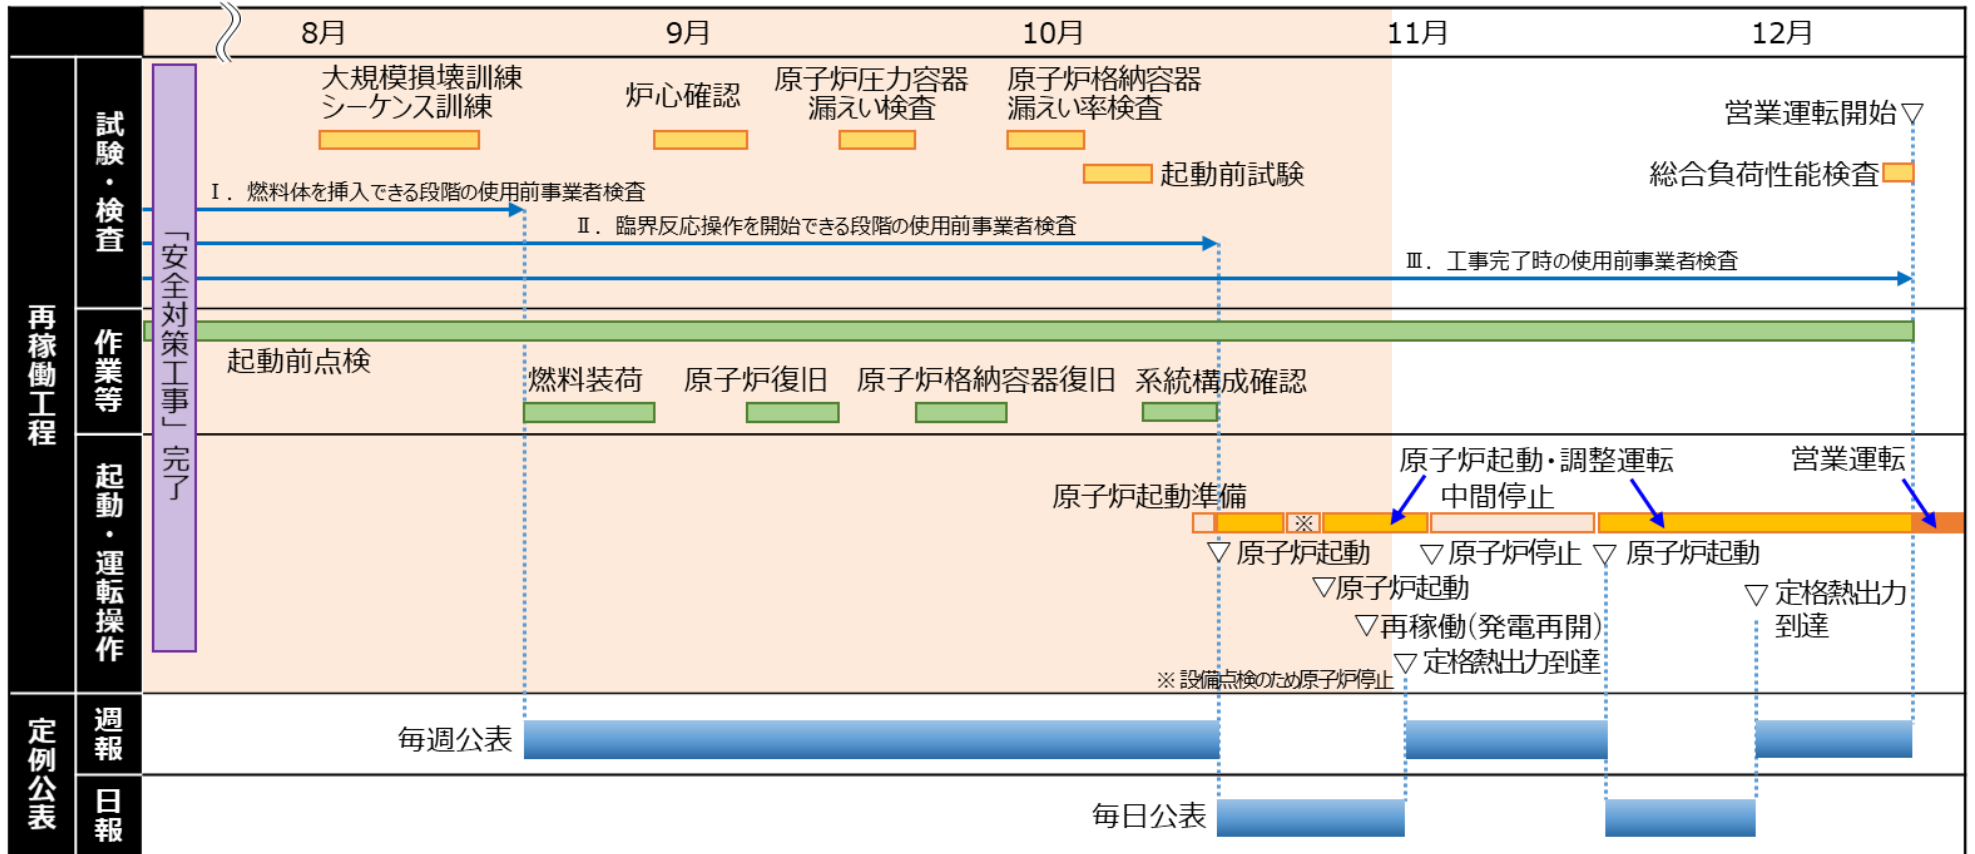 8月
9月
10月
11月
12月
再稼働工程
試験・検査
「安全対策工事」完了
大規模損壊訓練
シーケンス訓練
炉心確認
原子炉圧力容器
漏えい検査
原子炉格納容器
漏えい率検査
起動前試験
営業運転開始▽
総合負荷性能検査
Ⅰ．燃料体を挿入できる段階の使用前事業者検査
Ⅱ．臨界反応操作を開始できる段階の使用前事業者検査
Ⅲ．工事完了時の使用前事業者検査
作業等
起動前点検
燃料装荷
原子炉復旧
原子炉格納容器復旧
系統構成確認
起動・運転操作
原子炉起動・調整運転
営業運転
原子炉起動準備
中間停止
※
▽原子炉起動
▽原子炉停止
▽原子炉起動
▽原子炉起動
▽定格熱出力
到達
▽再稼働(発電再開)
▽定格熱出力到達
※設備点検のため原子炉停止
定例公表
週報
毎週公表
日報
毎日公表